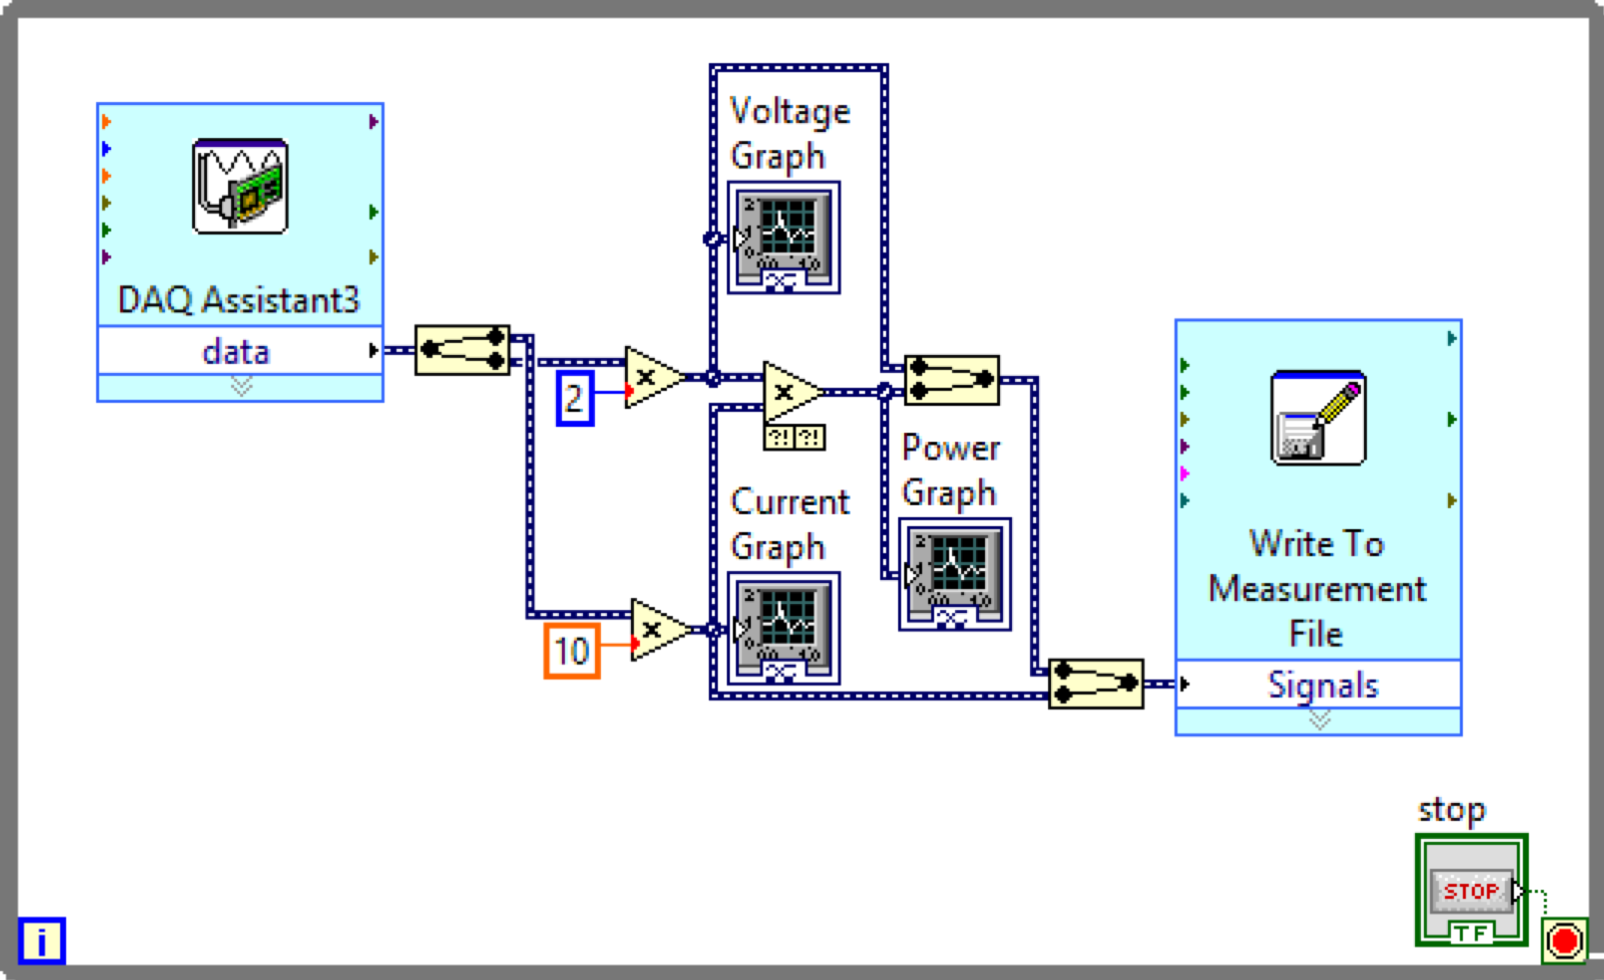 Voltage
Graph
DAQ Assistant3
data
2
?! ?!
Power
Graph
Current
Graph
10
Write To
Measurement
File
Signals
stop
STOP
TF
i